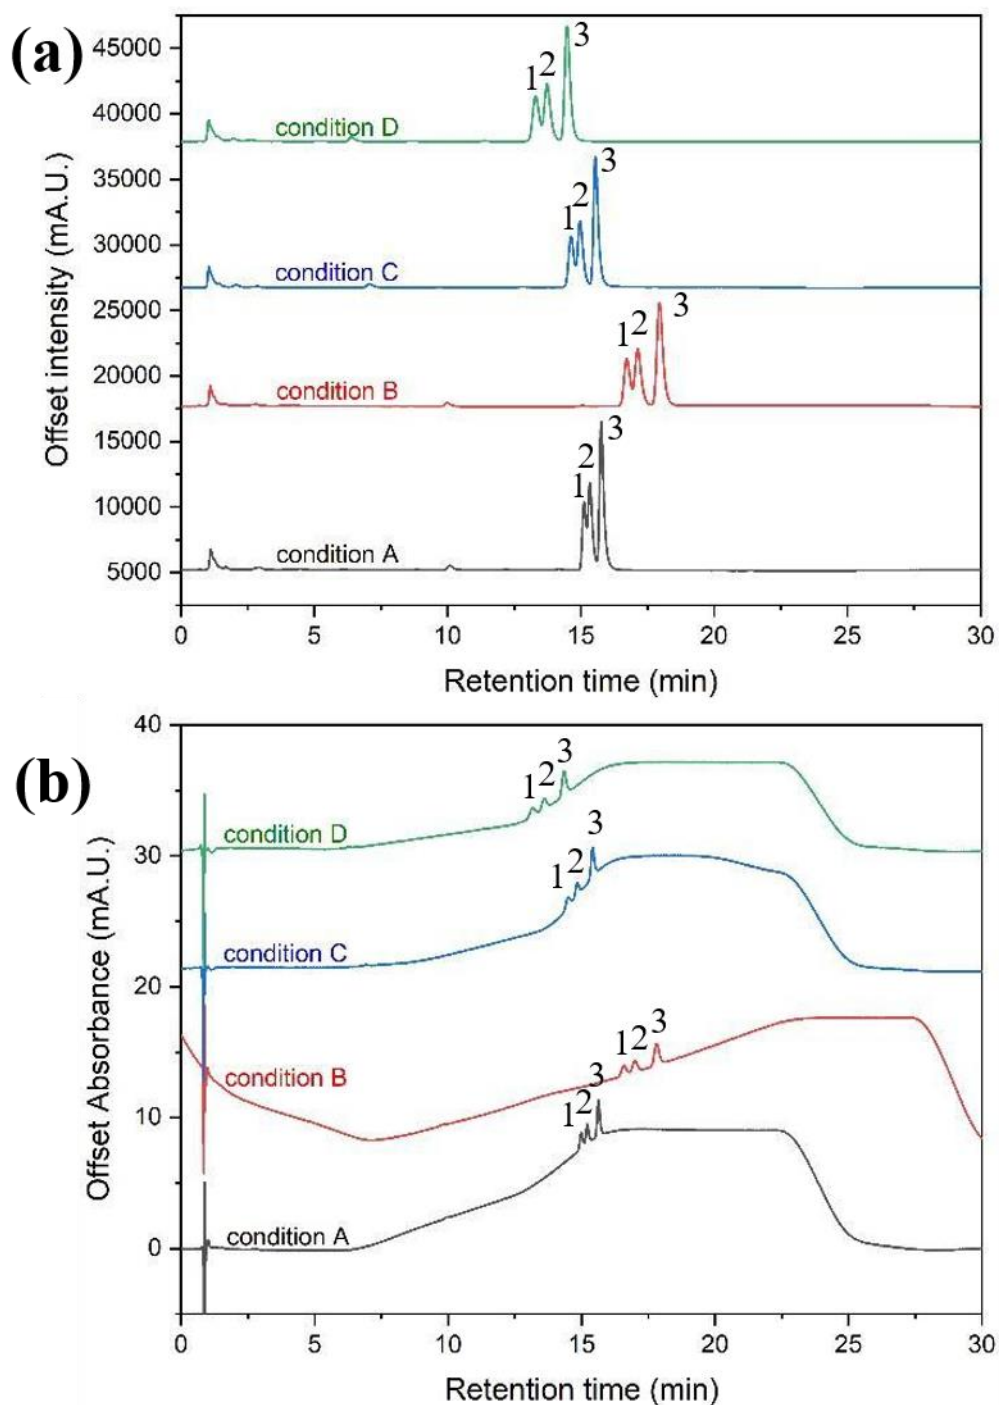 (a)
Offset intensity (mA.U.)
45000
40000
35000
30000
25000
20000
15000
10000
5000
condition D
1 2 3
condition C
1 2 3
condition B
1 2 3
condition A
1 2 3
0 5 10 15 20 25 30
Retention time (min)
(b)
Offset Absorbance (mA.U.)
40
30
20
10
0
condition D
1 2 3
condition C
1 2 3
condition B
1 2 3
condition A
1 2 3
0 5 10 15 20 25 30
Retention time (min)